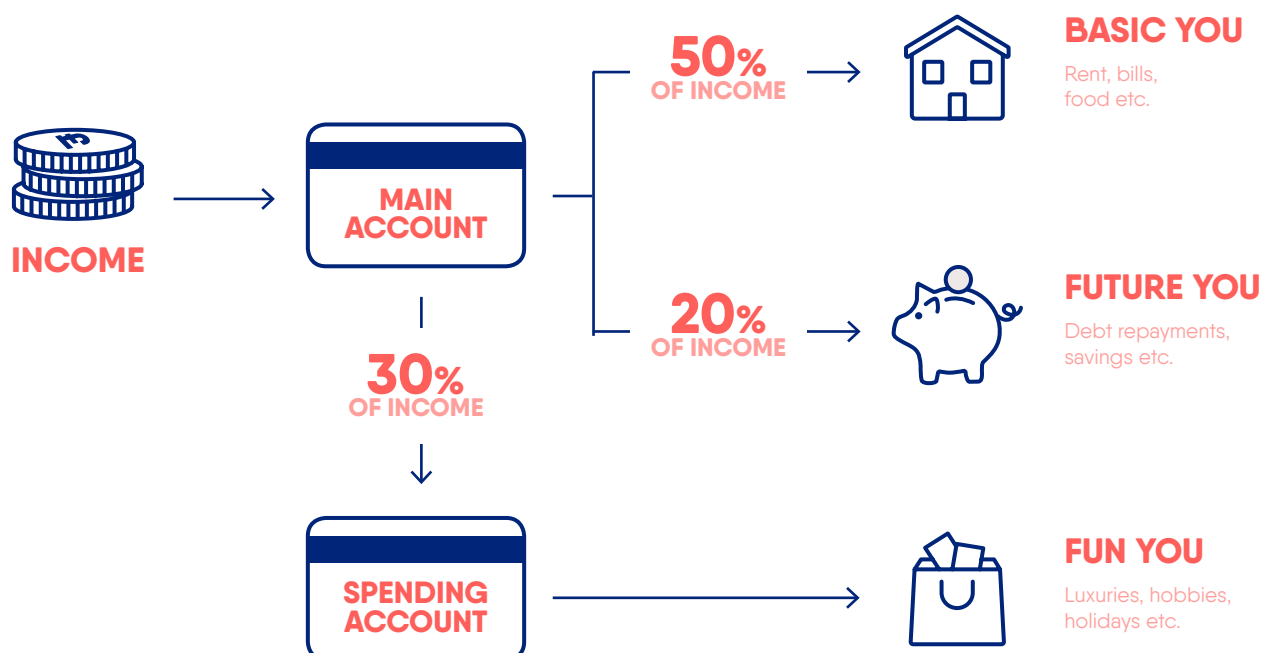 50%
OF INCOME
BASIC YOU
Rent, bills,
food etc.
£
INCOME
MAIN
ACCOUNT
20%
OF INCOME
FUTURE YOU
Debt repayments,
savings etc.
30%
OF INCOME
SPENDING
ACCOUNT
FUN YOU
Luxuries, hobbies,
holidays etc.